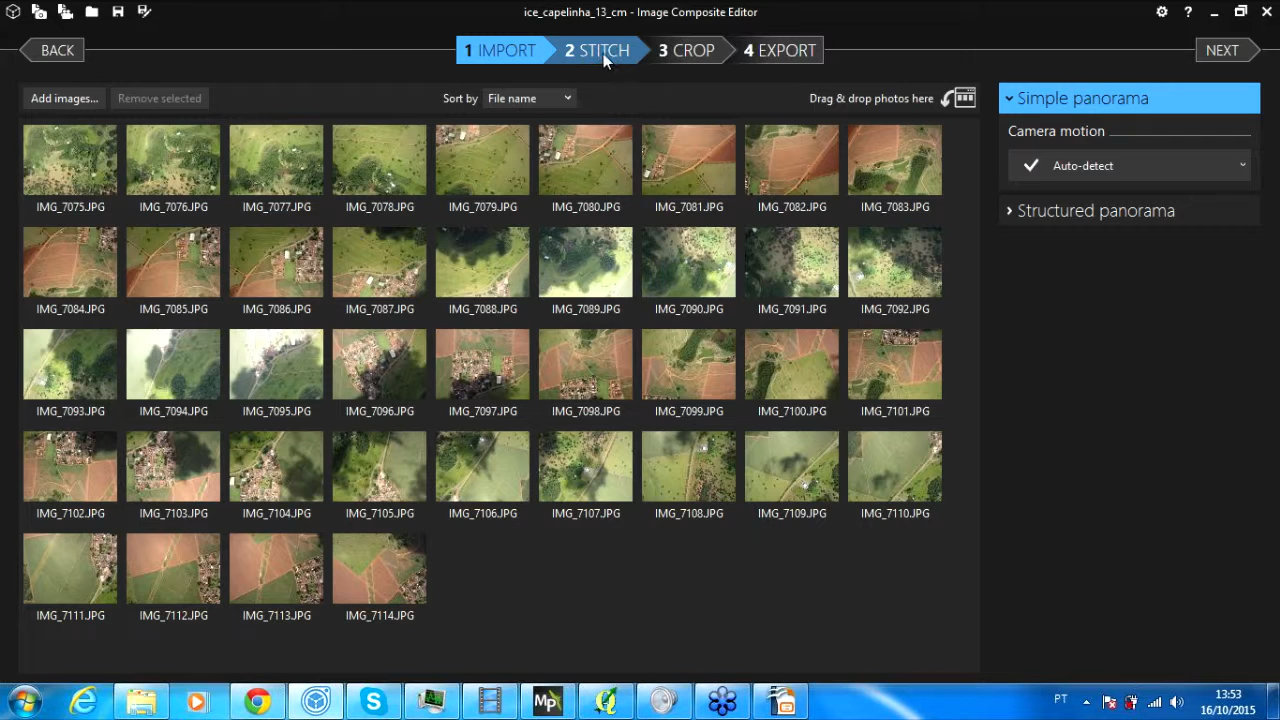 ice_capelinha_13_cm - Image Composite Editor
BACK
1 IMPORT
2 STITCH
3 CROP
4 EXPORT
NEXT
Add images...
Remove selected
Sort by
File name
Drag & drop photos here
Simple panorama
Camera motion
Auto-detect
Structured panorama
IMG_7075.JPG
IMG_7076.JPG
IMG_7077.JPG
IMG_7078.JPG
IMG_7079.JPG
IMG_7080.JPG
IMG_7081.JPG
IMG_7082.JPG
IMG_7083.JPG
IMG_7084.JPG
IMG_7085.JPG
IMG_7086.JPG
IMG_7087.JPG
IMG_7088.JPG
IMG_7089.JPG
IMG_7090.JPG
IMG_7091.JPG
IMG_7092.JPG
IMG_7093.JPG
IMG_7094.JPG
IMG_7095.JPG
IMG_7096.JPG
IMG_7097.JPG
IMG_7098.JPG
IMG_7099.JPG
IMG_7100.JPG
IMG_7101.JPG
IMG_7102.JPG
IMG_7103.JPG
IMG_7104.JPG
IMG_7105.JPG
IMG_7106.JPG
IMG_7107.JPG
IMG_7108.JPG
IMG_7109.JPG
IMG_7110.JPG
IMG_7111.JPG
IMG_7112.JPG
IMG_7113.JPG
IMG_7114.JPG
Mp
PT
13:53
16/10/2015